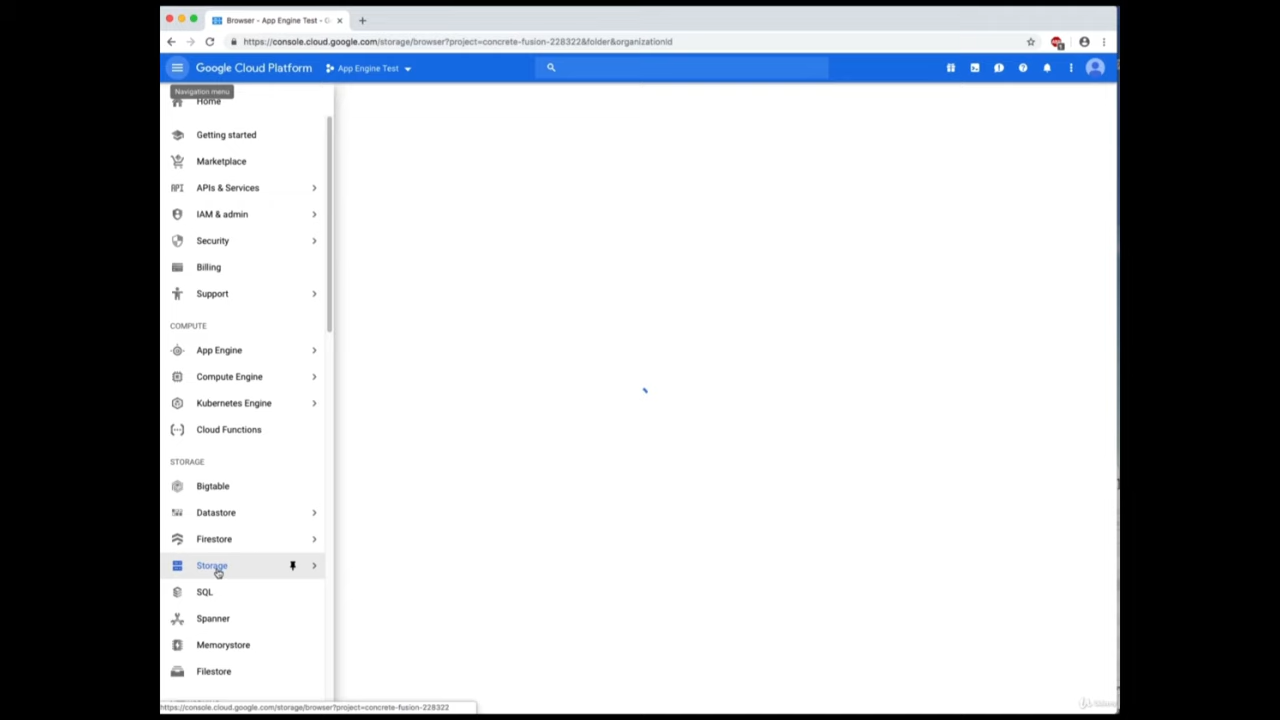 Browser - App Engine Test - G
https://console.cloud.google.com/storage/browser?project=concrete-fusion-228322&folder&organizationId
Google Cloud Platform
App Engine Test
Navigation menu
Home
Getting started
Marketplace
API
APIs & Services
IAM & admin
Security
Billing
Support
COMPUTE
App Engine
Compute Engine
Kubernetes Engine
Cloud Functions
STORAGE
Bigtable
Datastore
Firestore
Storage
SQL
Spanner
Memorystore
Filestore
https://console.cloud.google.com/storage/browser?project=concrete-fusion-228322
Udemy